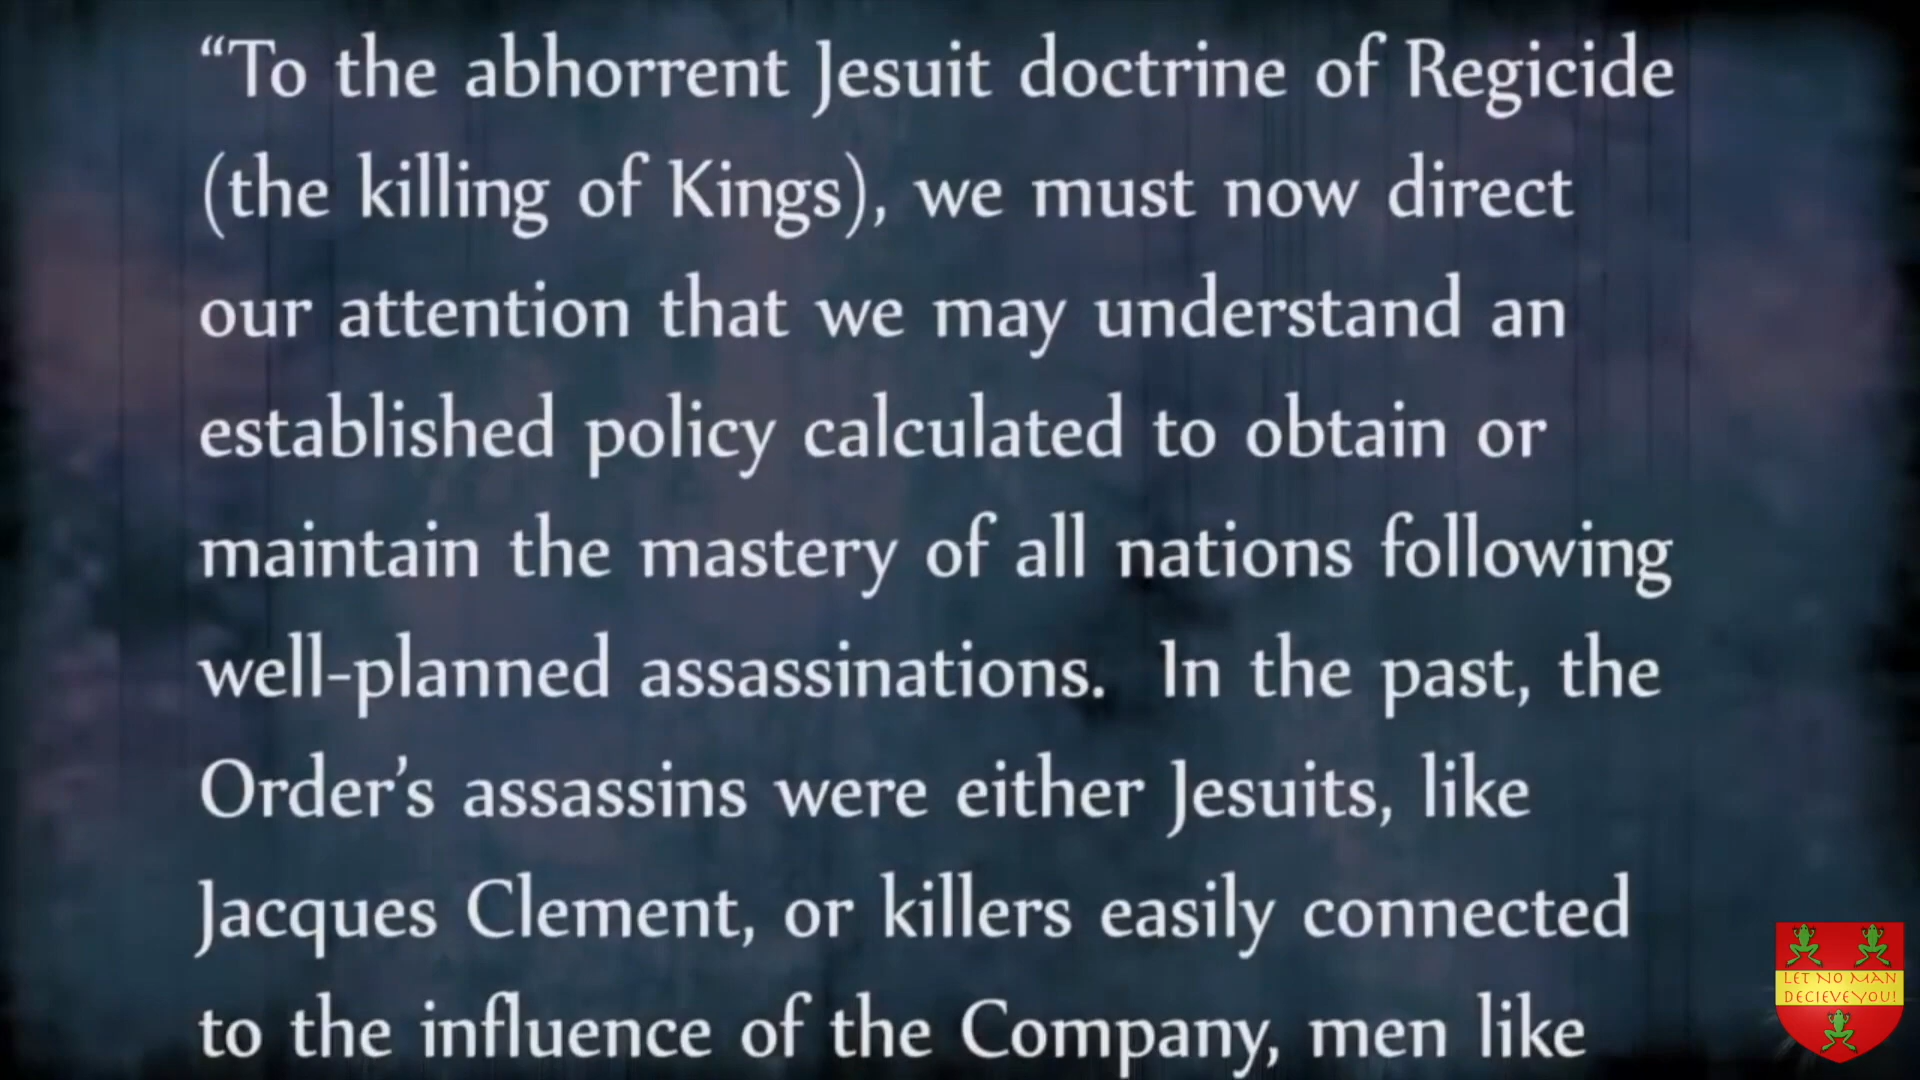 “To the abhorrent Jesuit doctrine of Regicide
(the killing of Kings), we must now direct
our attention that we may understand an
established policy calculated to obtain or
maintain the mastery of all nations following
well-planned assassinations.  In the past, the
Order’s assassins were either Jesuits, like
Jacques Clement, or killers easily connected
to the influence of the Company, men like
LET NO MAN
DECIEVE YOU!